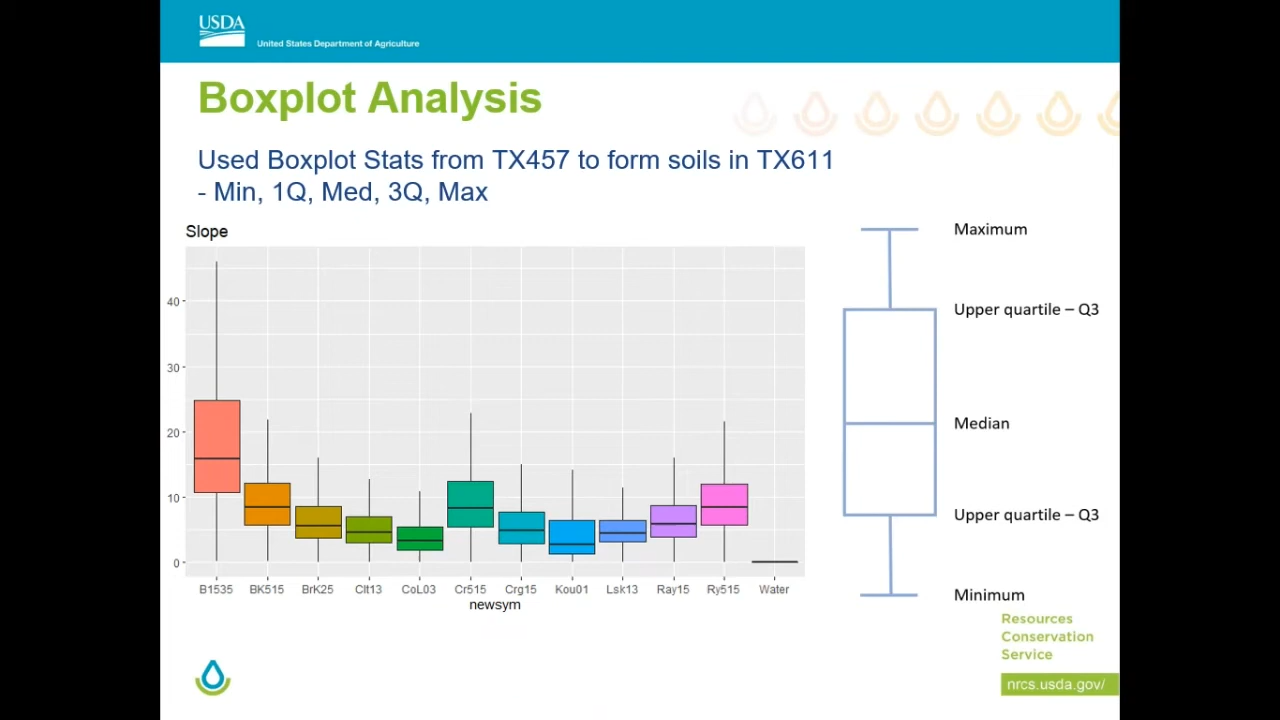 USDA
United States Department of Agriculture
Boxplot Analysis
Used Boxplot Stats from TX457 to form soils in TX611
- Min, 1Q, Med, 3Q, Max
Slope
40
30
20
10
0
B1535 BK515 BrK25 Clt13 CoL03 Cr515 Crg15 Kou01 Lsk13 Ray15 Ry515 Water
newsym
Maximum
Upper quartile – Q3
Median
Upper quartile – Q3
Minimum
Resources
Conservation
Service
nrcs.usda.gov/